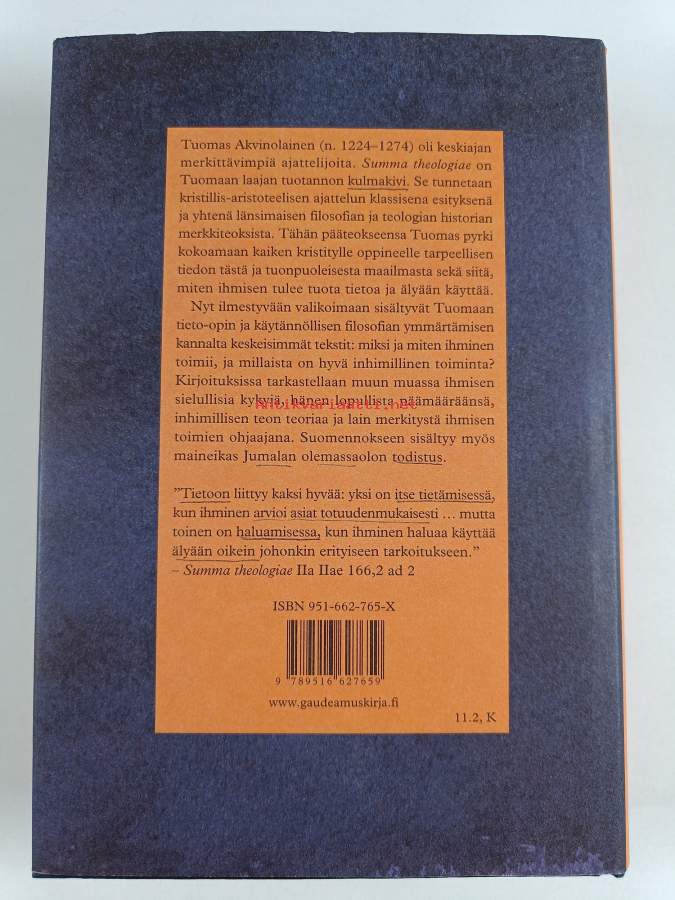 Tuomas Akvinolainen (n. 1224–1274) oli keskiajan
merkittävimpiä ajattelijoita. Summa theologiae on
Tuomaan laajan tuotannon kulmakivi. Se tunnetaan
kristillis-aristoteelisen ajattelun klassisena esityksenä
ja yhtenä länsimaisen filosofian ja teologian historian
merkkiteoksista. Tähän pääteokseensa Tuomas pyrki
kokoamaan kaiken kristitylle oppineelle tarpeellisen
tiedon tästä ja tuonpuoleisesta maailmasta sekä siitä,
miten ihmisen tulee tuota tietoa ja älyään käyttää.
Nyt ilmestyvään valikoimaan sisältyvät Tuomaan
tieto-opin ja käytännöllisen filosofian ymmärtämisen
kannalta keskeisimmät tekstit: miksi ja miten ihminen
toimii, ja millaista on hyvä inhimillinen toiminta?
Kirjoituksissa tarkastellaan muun muassa ihmisen
sielullisia kykyjä, hänen lopullista päämääräänsä,
Antikvariaatti.net
inhimillisen teon teoriaa ja lain merkitystä ihmisen
toimien ohjaajana. Suomennokseen sisältyy myös
maineikas Jumalan olemassaolon todistus.
”Tietoon liittyy kaksi hyvää: yksi on itse tietämisessä,
kun ihminen arvioi asiat totuudenmukaisesti ... mutta
toinen on haluamisessa, kun ihminen haluaa käyttää
älyään oikein johonkin erityiseen tarkoitukseen.”
– Summa theologiae IIa IIae 166,2 ad 2
ISBN 951-662-765-X
9 789516 627659
www.gaudeamuskirja.fi
11.2, K